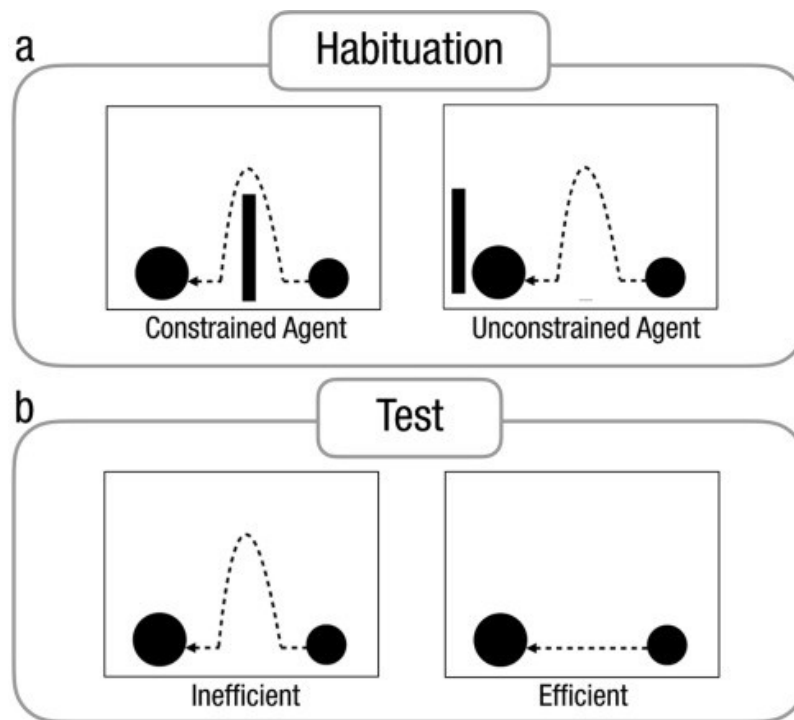 a
Habituation
Constrained Agent
Unconstrained Agent
b
Test
Inefficient
Efficient